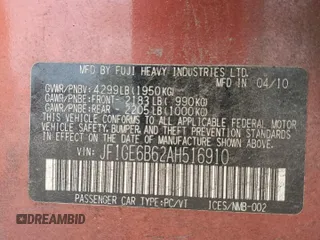 MFD BY FUJI HEAVY INDUSTRIES LTD.
MFD IN 04/10
GVWR/PNBV: 4299LB(1950KG)
GAWR/PNBE:FRONT- 2183LB( 990KG)
GAWR/PNBE:REAR - 2205LB(1000KG)
THIS VEHICLE CONFORMS TO ALL APPLICABLE
FEDERAL MOTOR VEHICLE SAFETY, BUMPER, AND
THEFT PREVENTION STANDARDS IN EFFECT ON THE
DATE OF MANUFACTURE SHOWN ABOVE.
VIN: JF1GE6B62AH516910
PASSENGER CAR TYPE:PC/VT ICES/NMB-002
DREAMBID